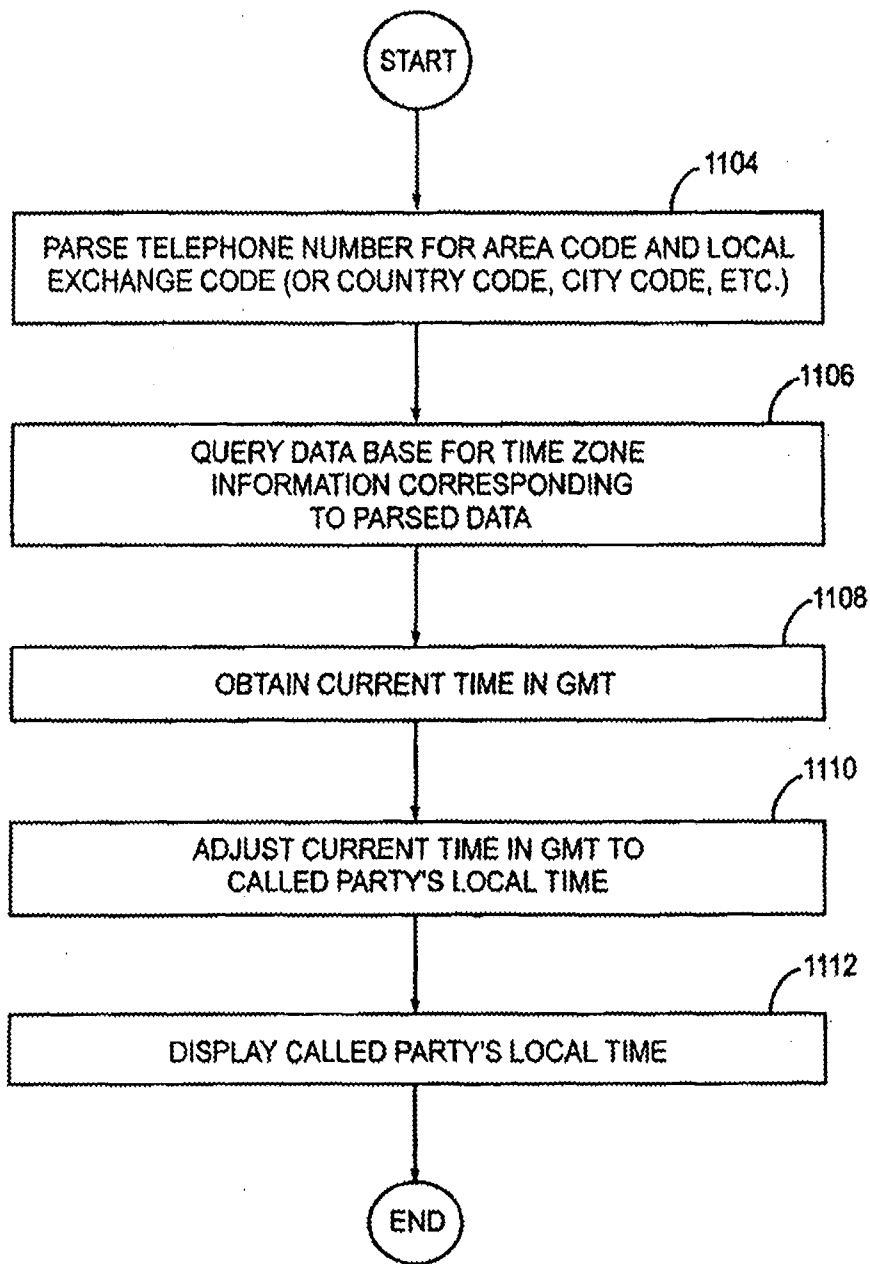 START
1104
PARSE TELEPHONE NUMBER FOR AREA CODE AND LOCAL
EXCHANGE CODE (OR COUNTRY CODE, CITY CODE, ETC.)
1106
QUERY DATA BASE FOR TIME ZONE
INFORMATION CORRESPONDING
TO PARSED DATA
1108
OBTAIN CURRENT TIME IN GMT
1110
ADJUST CURRENT TIME IN GMT TO
CALLED PARTY'S LOCAL TIME
1112
DISPLAY CALLED PARTY'S LOCAL TIME
END